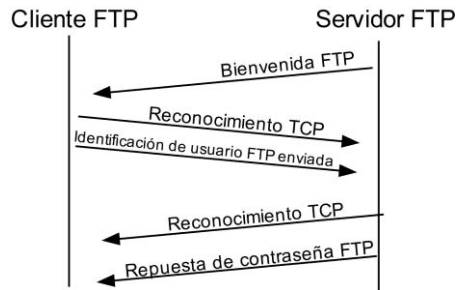 Cliente FTP
Servidor FTP
Bienvenida FTP
Reconocimiento TCP
Identificación de usuario FTP enviada
Reconocimiento TCP
Repuesta de contraseña FTP